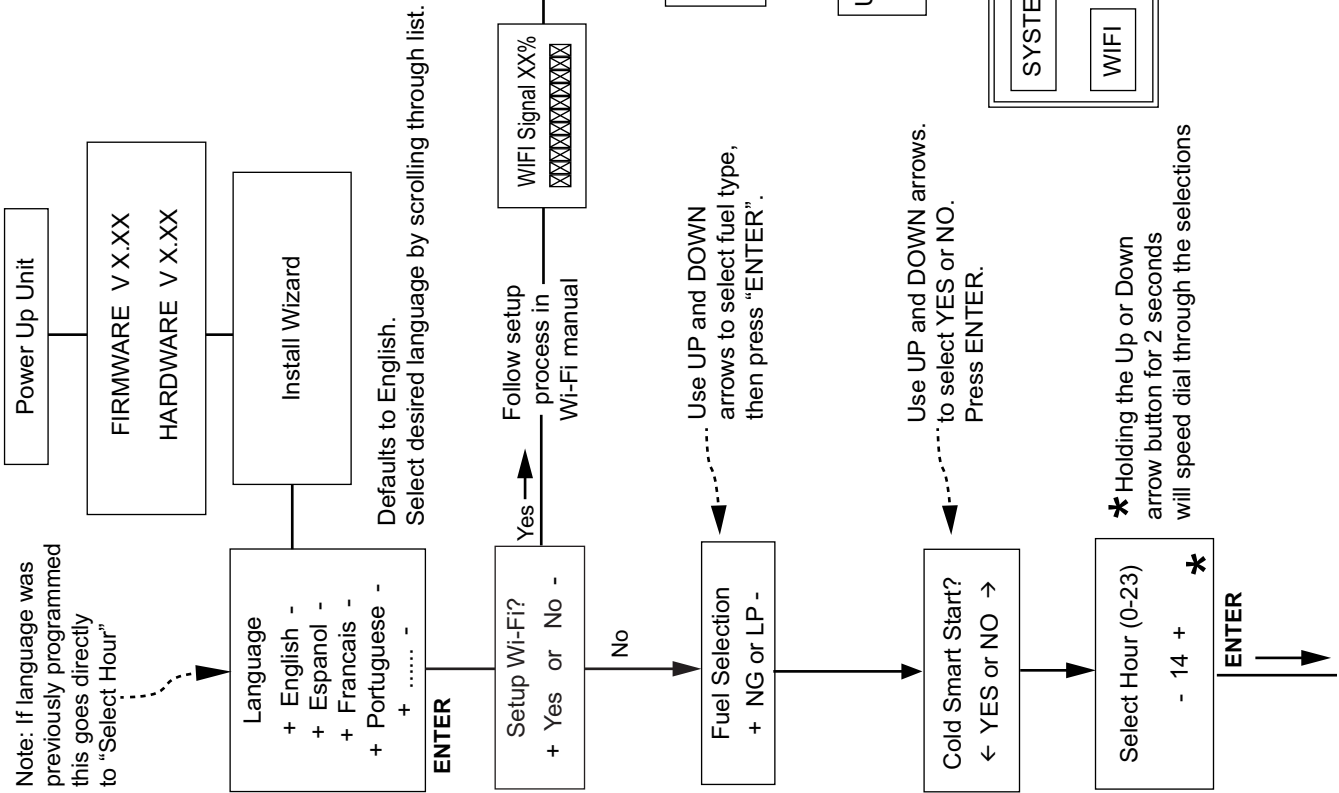 Power Up Unit
FIRMWARE V X.XX
HARDWARE V X.XX
Install Wizard
Note: If language was
previously programmed
this goes directly
to “Select Hour”
Language
+ English -
+ Espanol -
+ Francais -
+ Portuguese -
+ ...... -
ENTER
Defaults to English.
Select desired language by scrolling through list.
Setup Wi-Fi?
+ Yes or No -
Yes
Follow setup
process in
Wi-Fi manual
WIFI Signal XX%
No
Fuel Selection
+ NG or LP -
Use UP and DOWN
arrows to select fuel type,
then press “ENTER”.
Cold Smart Start?
← YES or NO →
Use UP and DOWN arrows.
to select YES or NO.
Press ENTER.
Select Hour (0-23)
- 14 +
*
* Holding the Up or Down
arrow button for 2 seconds
will speed dial through the selections
ENTER
WIFI